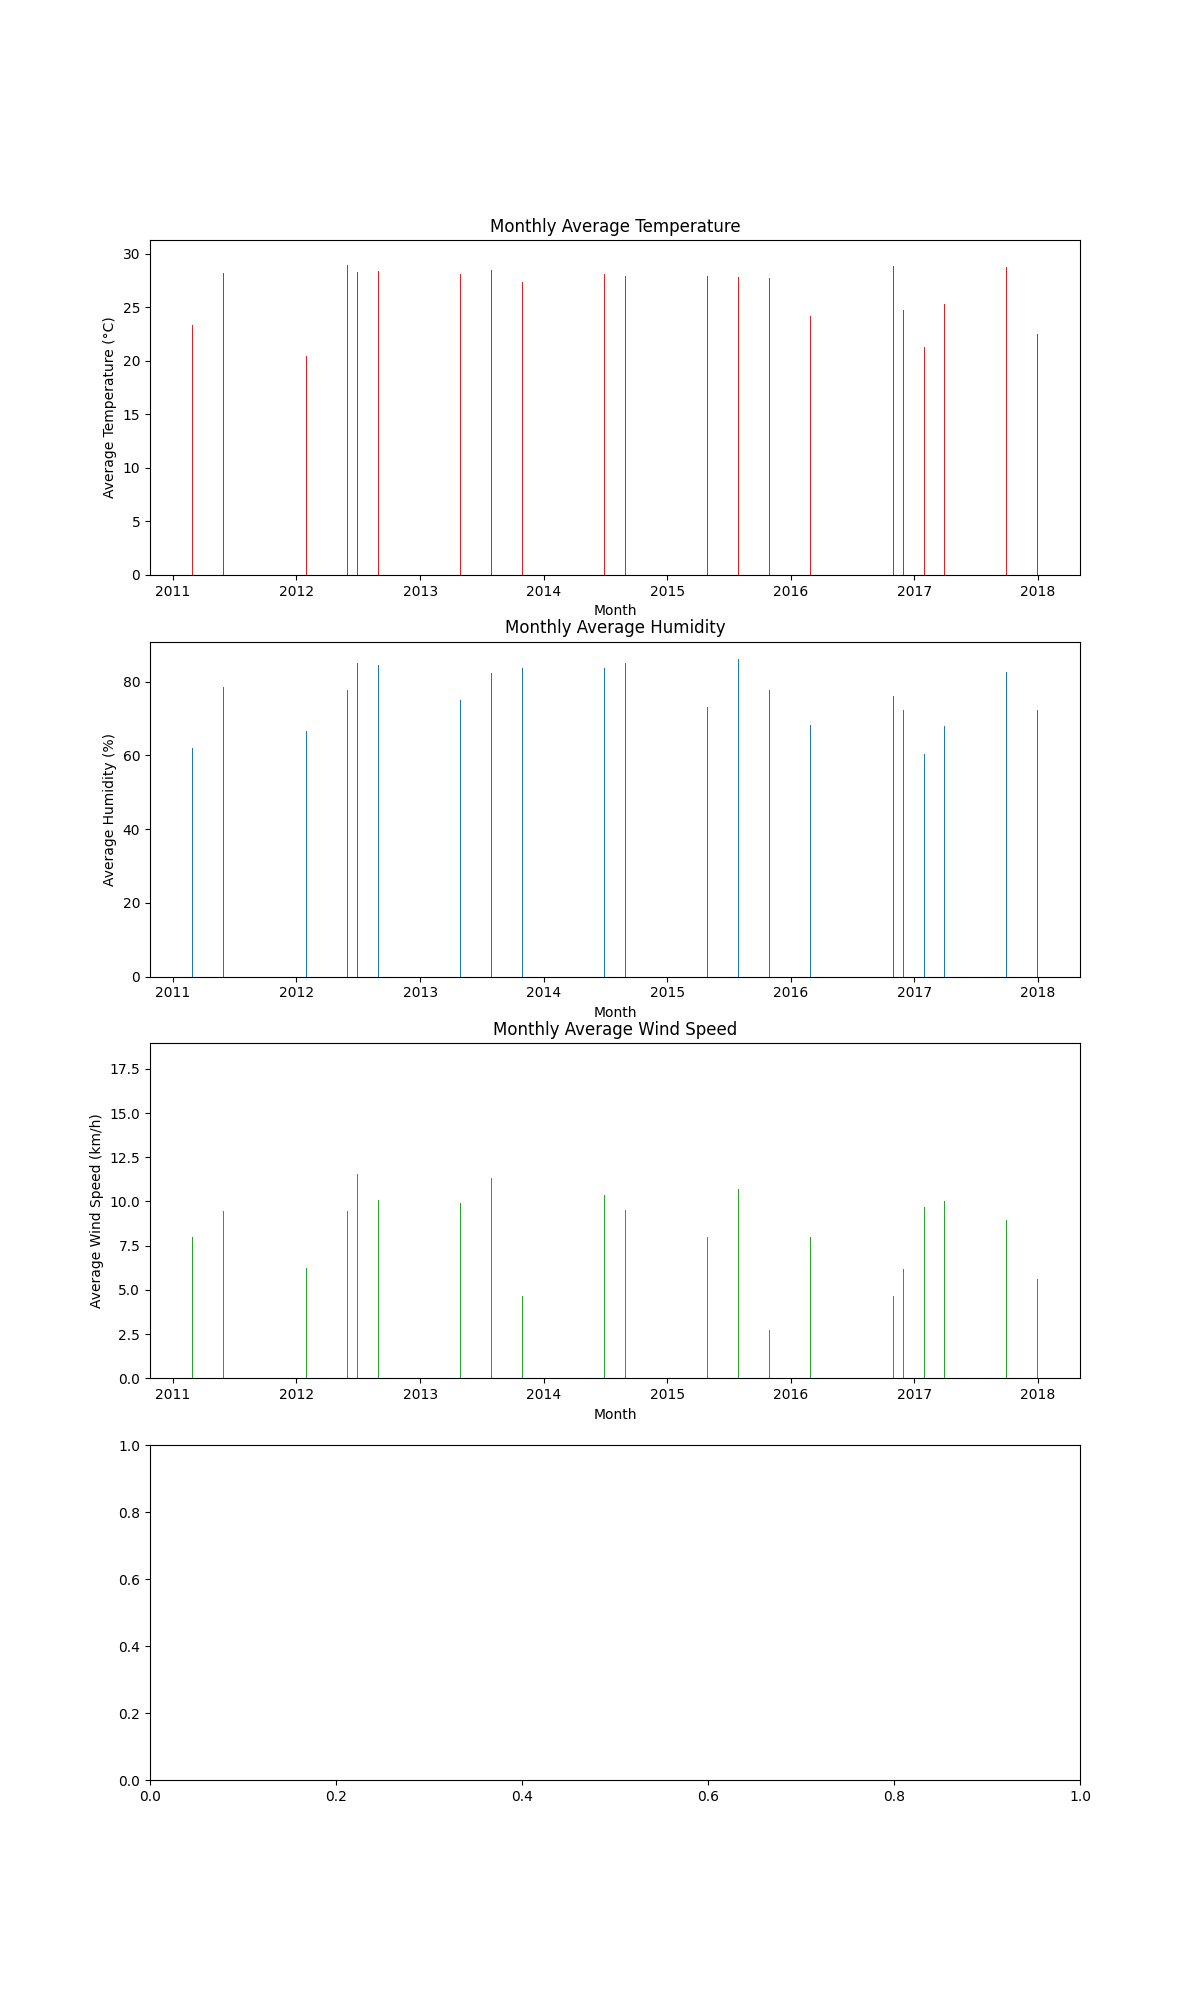 Monthly Average Temperature
30
25
20
15
10
5
0
Average Temperature (°C)
2011 2012 2013 2014 2015 2016 2017 2018
Month
Monthly Average Humidity
80
60
40
20
0
Average Humidity (%)
2011 2012 2013 2014 2015 2016 2017 2018
Month
Monthly Average Wind Speed
17.5
15.0
12.5
10.0
7.5
5.0
2.5
0.0
Average Wind Speed (km/h)
2011 2012 2013 2014 2015 2016 2017 2018
Month
1.0
0.8
0.6
0.4
0.2
0.0
0.0 0.2 0.4 0.6 0.8 1.0